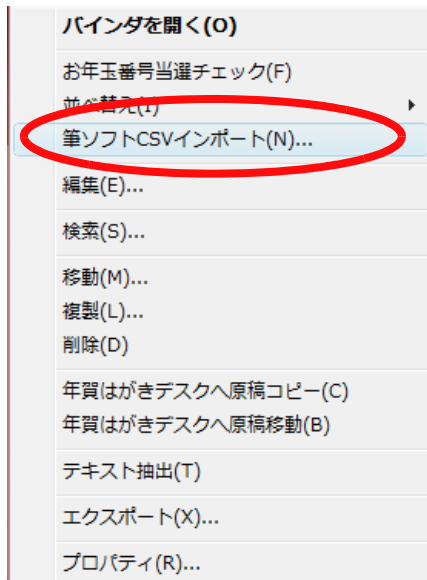 バインダを開く(O)
お年玉番号当選チェック(F)
並べ替え(I)
筆ソフトCSVインポート(N)...
編集(E)...
検索(S)...
移動(M)...
複製(L)...
削除(D)
年賀はがきデスクへ原稿コピー(C)
年賀はがきデスクへ原稿移動(B)
テキスト抽出(T)
エクスポート(X)...
プロパティ(R)...